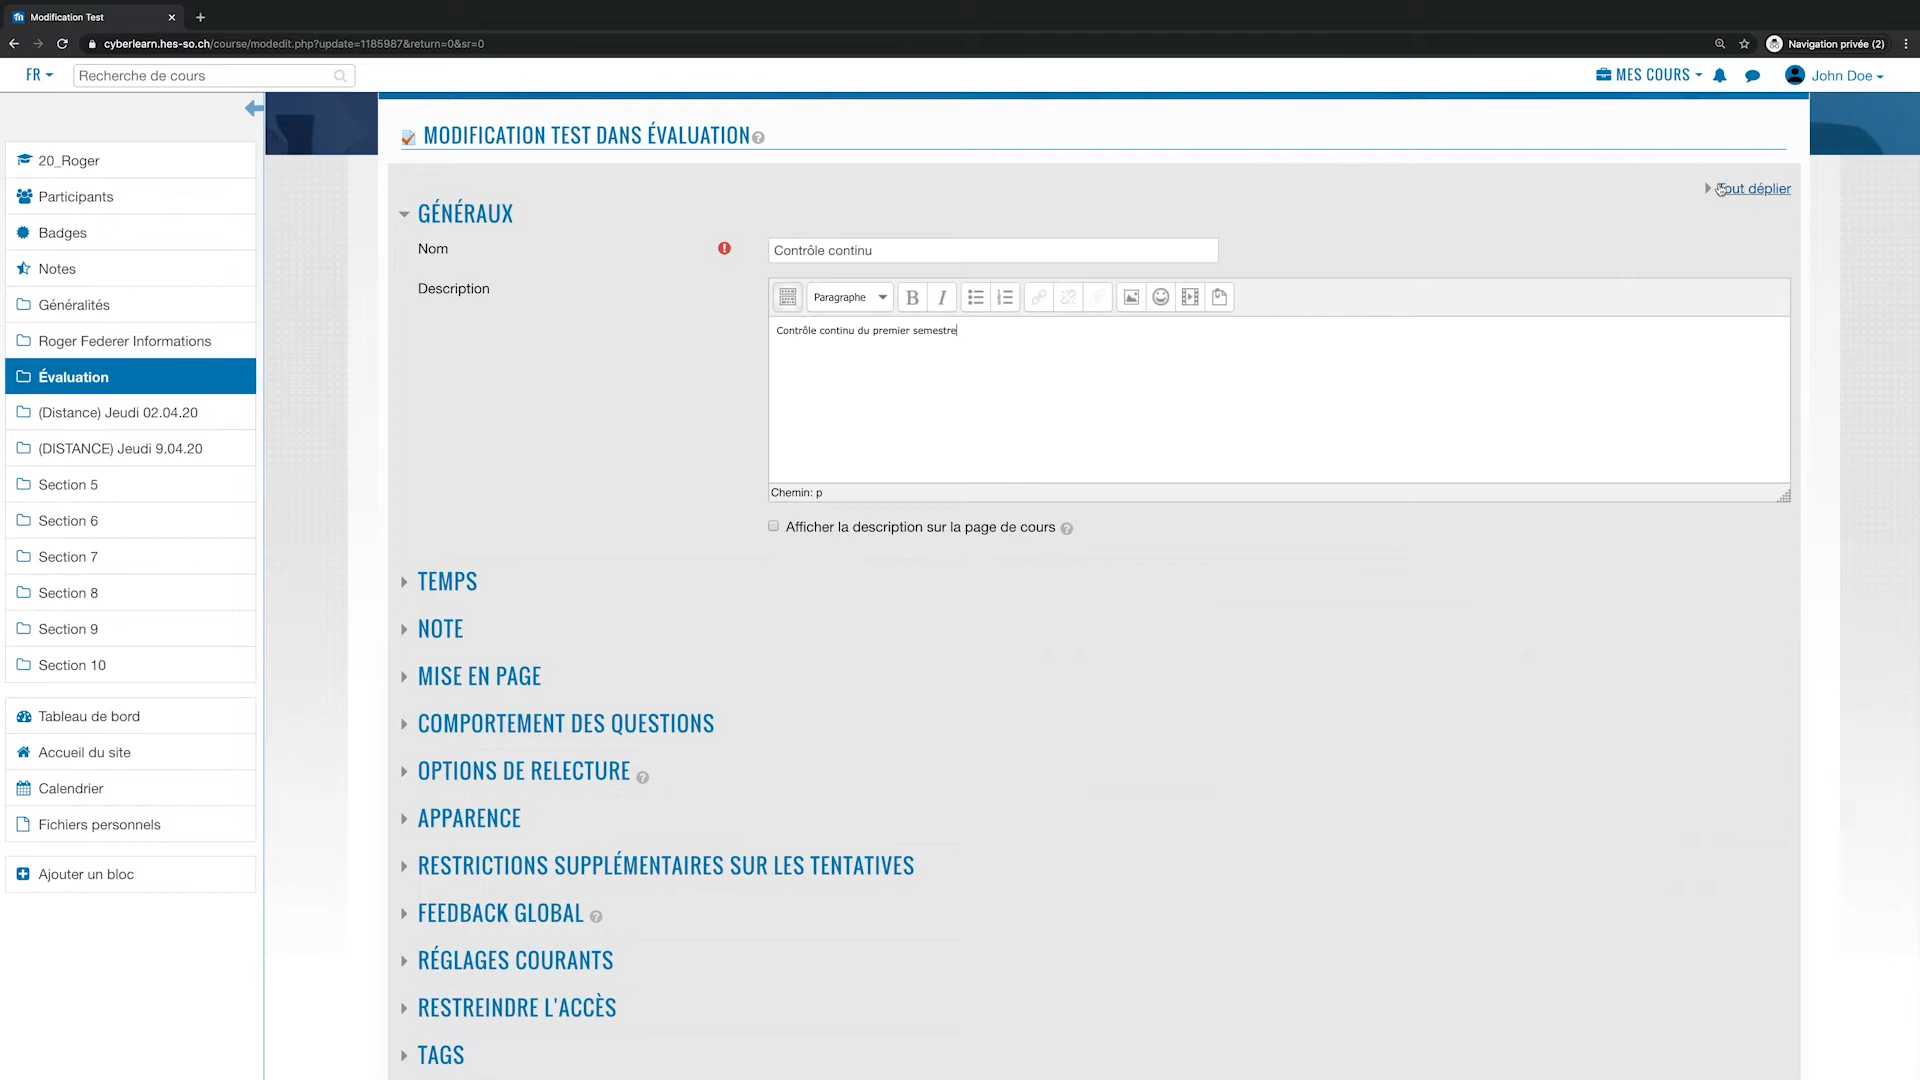 Modification Test
cyberlearn.hes-so.ch/course/modedit.php?update=1185987&return=0&sr=0
Navigation privée (2)
FR
Recherche de cours
MES COURS
John Doe
20_Roger
Participants
Badges
Notes
Généralités
Roger Federer Informations
Évaluation
(Distance) Jeudi 02.04.20
(DISTANCE) Jeudi 9.04.20
Section 5
Section 6
Section 7
Section 8
Section 9
Section 10
Tableau de bord
Accueil du site
Calendrier
Fichiers personnels
Ajouter un bloc
MODIFICATION TEST DANS ÉVALUATION
Tout déplier
GÉNÉRAUX
Nom
Contrôle continu
Description
Paragraphe
B I
Contrôle continu du premier semestre
Chemin: p
Afficher la description sur la page de cours
TEMPS
NOTE
MISE EN PAGE
COMPORTEMENT DES QUESTIONS
OPTIONS DE RELECTURE
APPARENCE
RESTRICTIONS SUPPLÉMENTAIRES SUR LES TENTATIVES
FEEDBACK GLOBAL
RÉGLAGES COURANTS
RESTREINDRE L'ACCÈS
TAGS